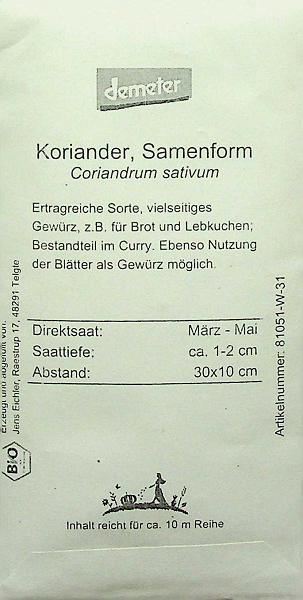 demeter
Koriander, Samenform
Coriandrum sativum
Ertragreiche Sorte, vielseitiges
Gewürz, z.B. für Brot und Lebkuchen;
Bestandteil im Curry. Ebenso Nutzung
der Blätter als Gewürz möglich.
Direktsaat: März - Mai
Saattiefe: ca. 1-2 cm
Abstand: 30x10 cm
Erzeugt und abgefüllt von:
Jens Eichler, Raestrup 17, 48291 Telgte
Artikelnummer: 81051-W-31
BIO
Inhalt reicht für ca. 10 m Reihe